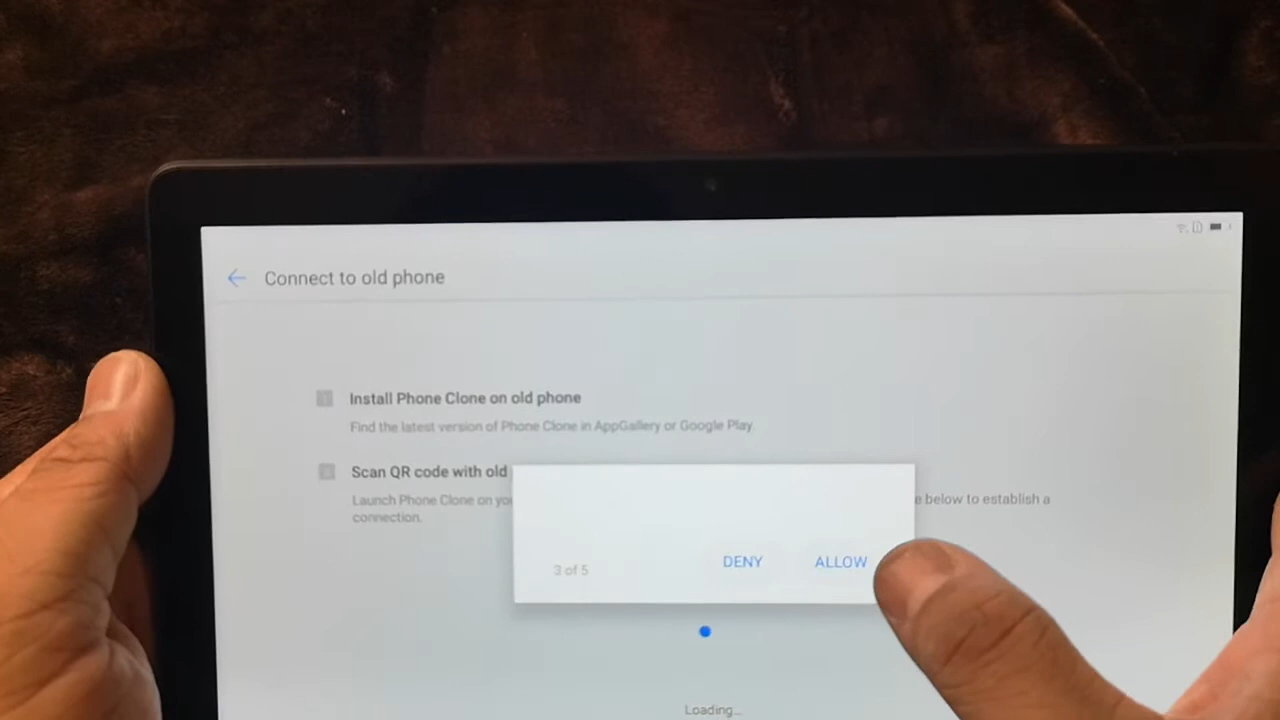 Connect to old phone
1 Install Phone Clone on old phone
Find the latest version of Phone Clone in AppGallery or Google Play.
Scan QR code with old
Launch Phone Clone on you
e below to establish a
connection.
3 of 5
DENY
ALLOW
Loading...